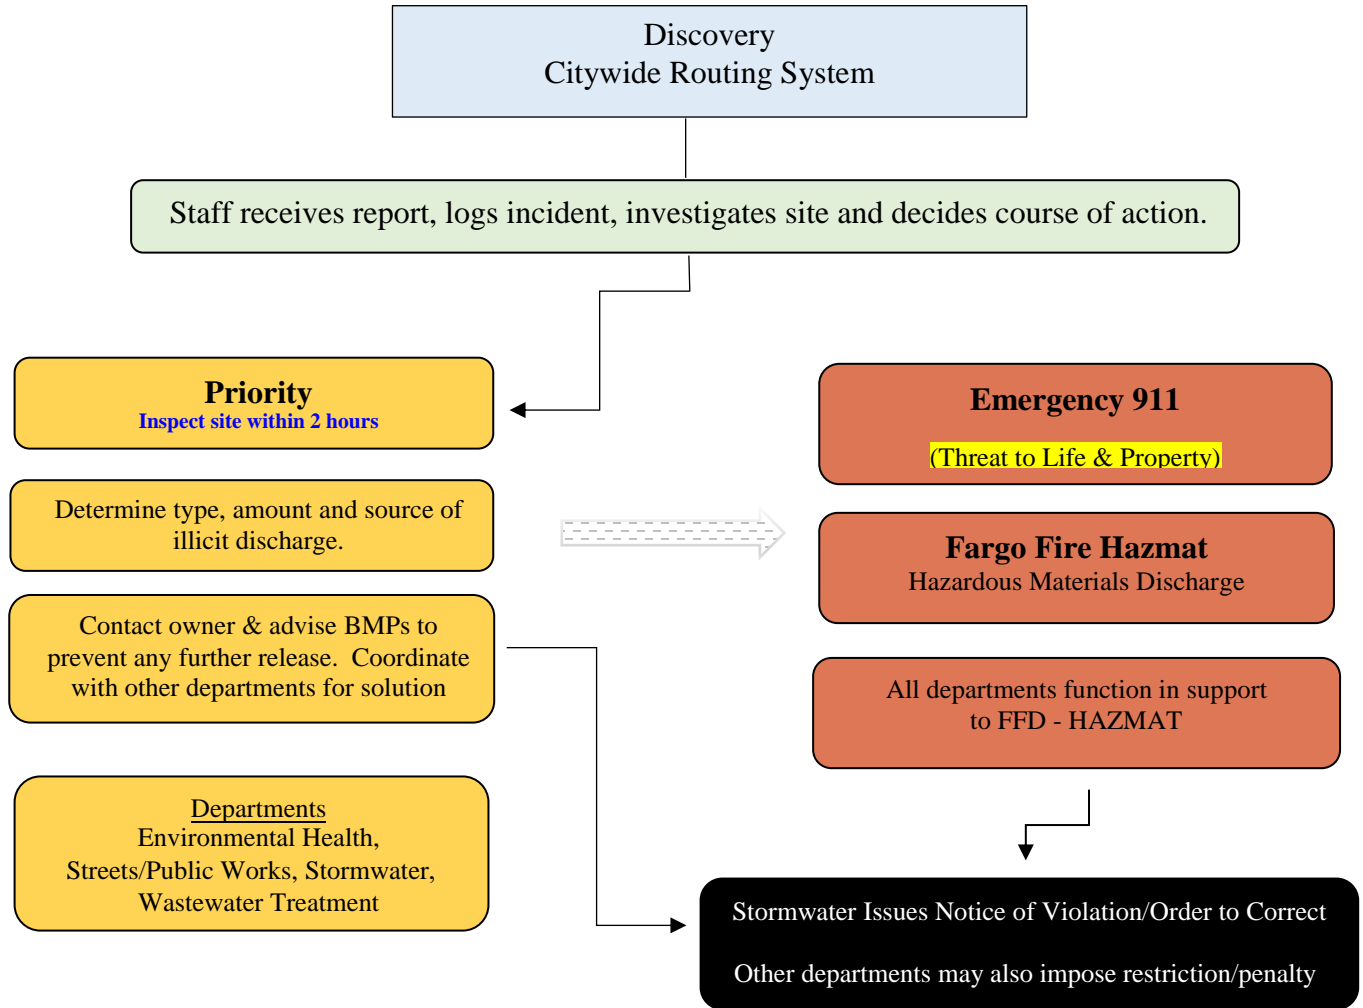 Discovery
Citywide Routing System
Staff receives report, logs incident, investigates site and decides course of action.
Priority
Inspect site within 2 hours
Determine type, amount and source of
illicit discharge.
Contact owner & advise BMPs to
prevent any further release.  Coordinate
with other departments for solution
Departments
Environmental Health,
Streets/Public Works, Stormwater,
Wastewater Treatment
Emergency 911
(Threat to Life & Property)
Fargo Fire Hazmat
Hazardous Materials Discharge
All departments function in support
to FFD - HAZMAT
Stormwater Issues Notice of Violation/Order to Correct
Other departments may also impose restriction/penalty